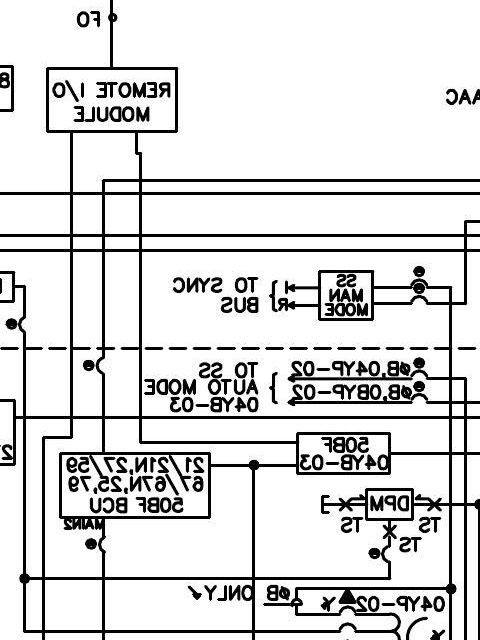 FO
REMOTE I/O
MODULE
AAC
8
TO SYNC
BUS
R
SS
MAN
MODE
TO SS
AUTO MODE
04YB-03
ØB,04YP-02
ØB,0BYP-02
50BF
04YB-03
21/21N,27/59
67/67N,25,79
50BF BCU
MAIN2
DPM
TS
TS
TS
ØB ONLY
04YP-02